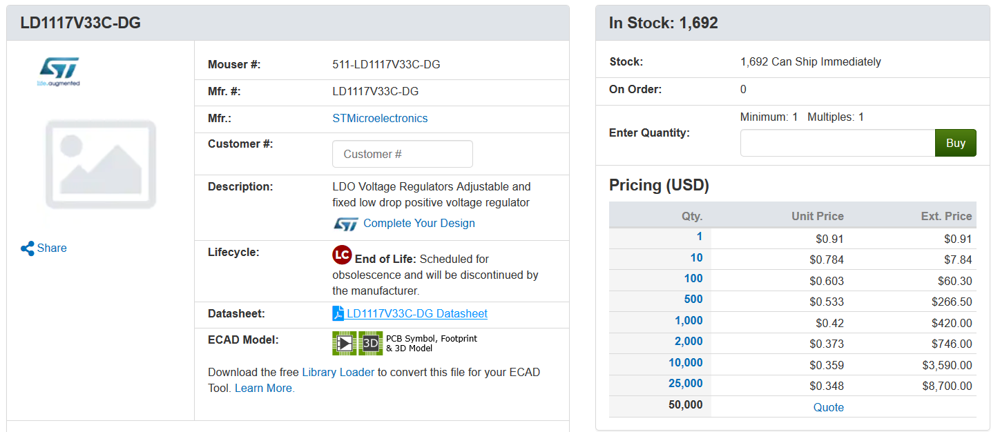 LD1117V33C-DG
ST
life.augmented
Share
Mouser #: 511-LD1117V33C-DG
Mfr. #: LD1117V33C-DG
Mfr.: STMicroelectronics
Customer #: Customer #
Description: LDO Voltage Regulators Adjustable and
fixed low drop positive voltage regulator
ST Complete Your Design
Lifecycle: LC End of Life: Scheduled for
obsolescence and will be discontinued by
the manufacturer.
Datasheet: LD1117V33C-DG Datasheet
ECAD Model: 3D PCB Symbol, Footprint
& 3D Model
Download the free Library Loader to convert this file for your ECAD
Tool. Learn More.
In Stock: 1,692
Stock: 1,692 Can Ship Immediately
On Order: 0
Minimum: 1 Multiples: 1
Enter Quantity: Buy
Pricing (USD)
Qty. Unit Price Ext. Price
1 $0.91 $0.91
10 $0.784 $7.84
100 $0.603 $60.30
500 $0.533 $266.50
1,000 $0.42 $420.00
2,000 $0.373 $746.00
10,000 $0.359 $3,590.00
25,000 $0.348 $8,700.00
50,000 Quote